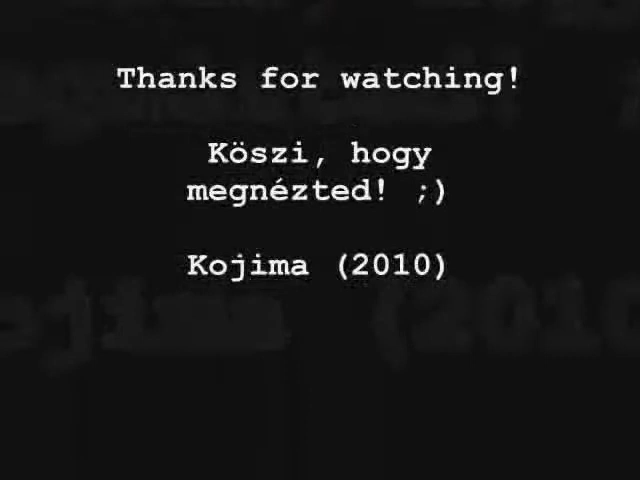 Thanks for watching!
Köszi, hogy
megnézted! ;)
Kojima (2010)